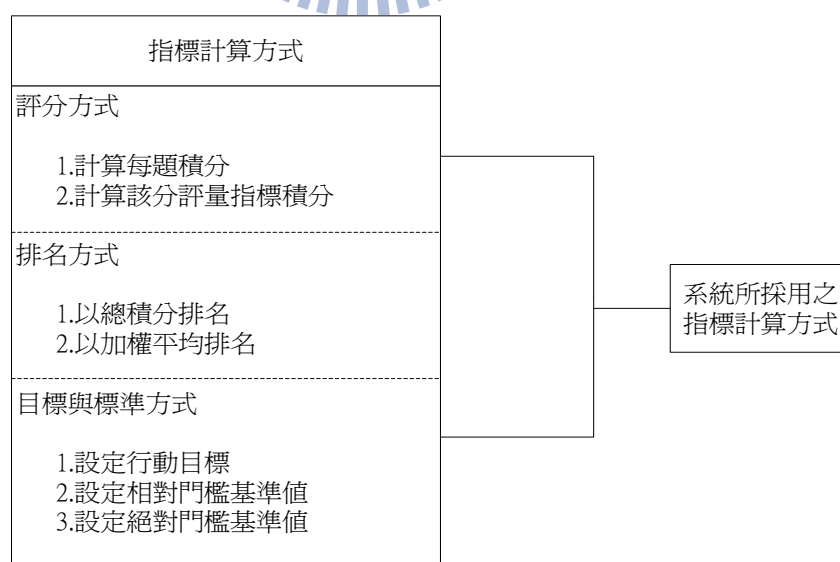 指標計算方式
評分方式
1.計算每題積分
2.計算該分評量指標積分
排名方式
1.以總積分排名
2.以加權平均排名
目標與標準方式
1.設定行動目標
2.設定相對門檻基準值
3.設定絕對門檻基準值
系統所採用之
指標計算方式